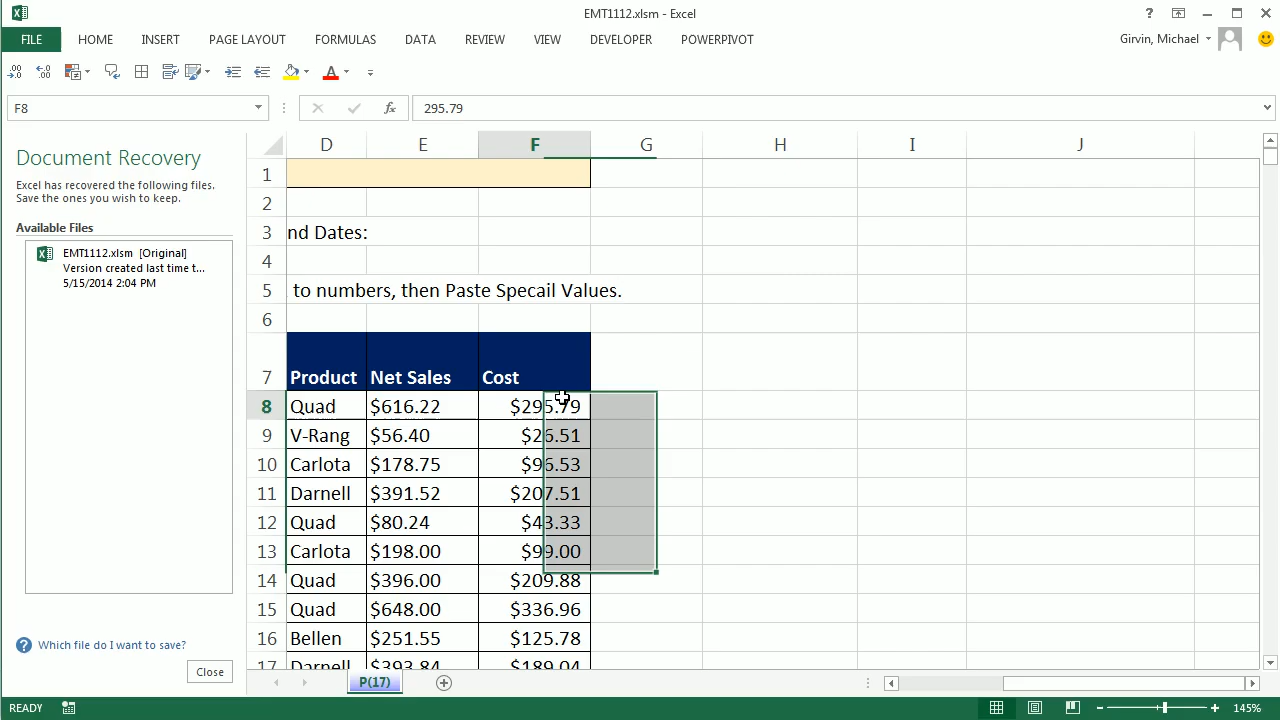 EMT1112.xlsm - Excel
FILE HOME INSERT PAGE LAYOUT FORMULAS DATA REVIEW VIEW DEVELOPER POWERPIVOT Girvin, Michael
F8 fx 295.79
Document Recovery
Excel has recovered the following files.
Save the ones you wish to keep.
Available Files
EMT1112.xlsm [Original]
Version created last time t...
5/15/2014 2:04 PM
Which file do I want to save?
Close
D E F G H I J
1
2
3 nd Dates:
4
5 to numbers, then Paste Specail Values.
6
7 Product Net Sales Cost
8 Quad $616.22 $295.79
9 V-Rang $56.40 $26.51
10 Carlota $178.75 $96.53
11 Darnell $391.52 $207.51
12 Quad $80.24 $43.33
13 Carlota $198.00 $99.00
14 Quad $396.00 $209.88
15 Quad $648.00 $336.96
16 Bellen $251.55 $125.78
17 Darnell $393.84 $189.04
P(17)
READY 145%